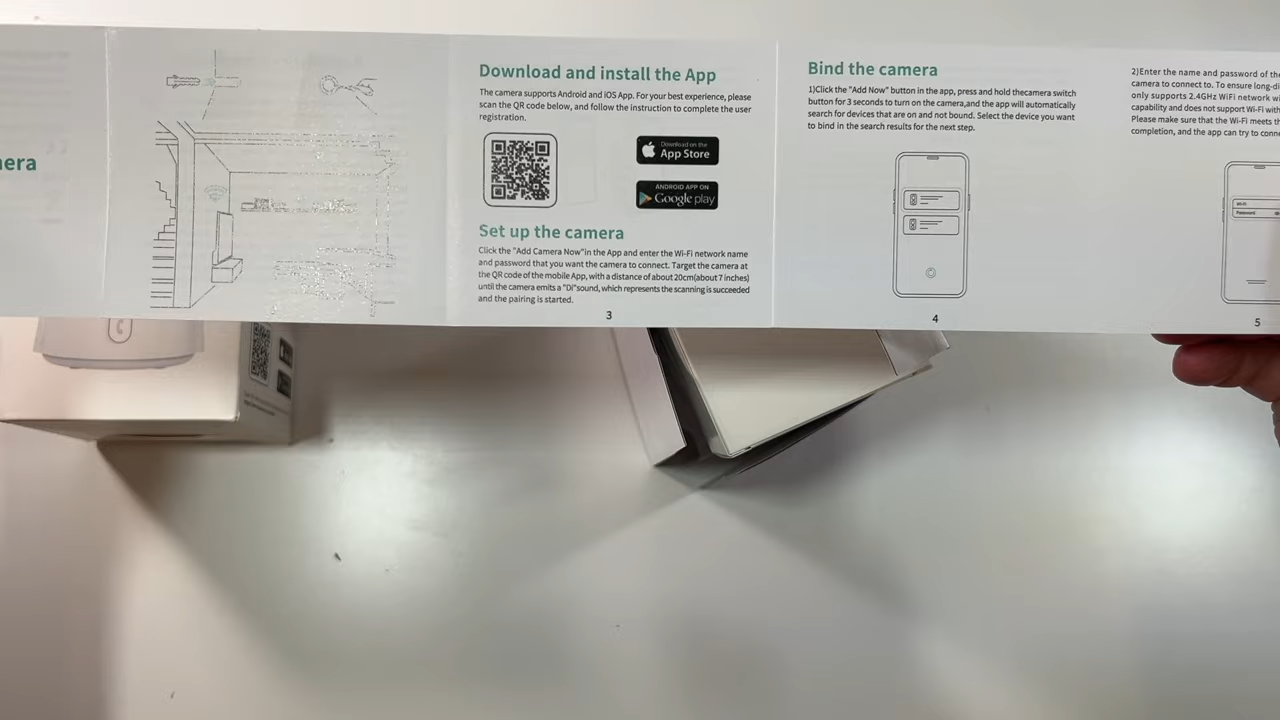 era
Download and install the App
The camera supports Android and iOS App. For your best experience, please
scan the QR code below, and follow the instruction to complete the user
registration.
Download on the
App Store
ANDROID APP ON
Google play
Set up the camera
Click the "Add Camera Now"in the App and enter the Wi-Fi network name
and password that you want the camera to connect. Target the camera at
the QR code of the mobile App, with a distance of about 20cm(about 7 inches)
until the camera emits a "Di"sound, which represents the scanning is succeeded
and the pairing is started.
3
Bind the camera
1)Click the "Add Now" button in the app, press and hold thecamera switch
button for 3 seconds to turn on the camera,and the app will automatically
search for devices that are on and not bound. Select the device you want
to bind in the search results for the next step.
4
2)Enter the name and password of the
camera to connect to. To ensure long-di
only supports 2.4GHz WiFi network wi
capability and does not support Wi-Fi with
Please make sure that the Wi-Fi meets th
completion, and the app can try to conne
Wi-Fi
Password
5